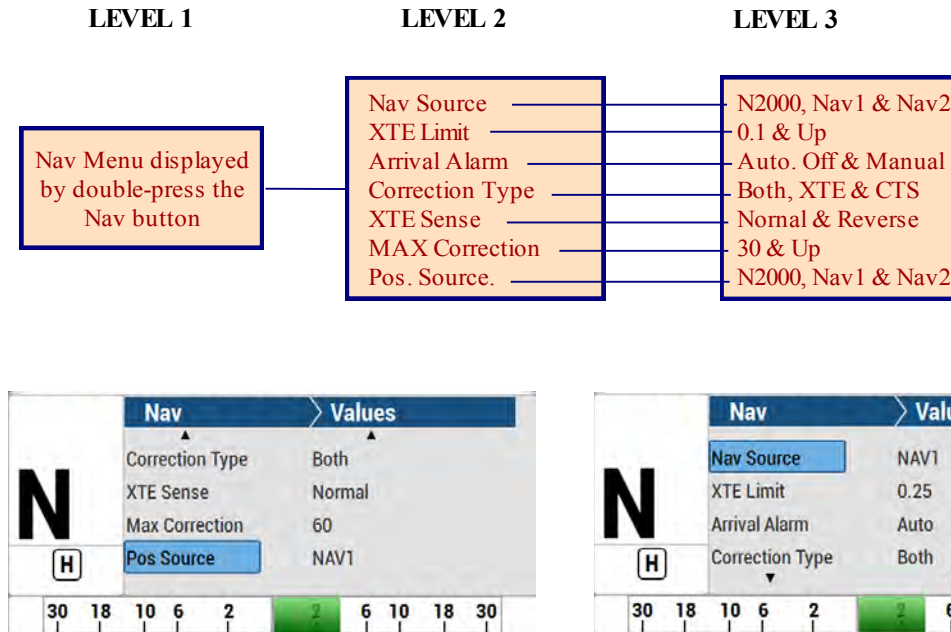 LEVEL 1 LEVEL 2 LEVEL 3
Nav Menu displayed
by double-press the
Nav button
Nav Source
XTE Limit
Arrival Alarm
Correction Type
XTE Sense
MAX Correction
Pos. Source.
N2000, Nav1 & Nav2
0.1 & Up
Auto. Off & Manual
Both, XTE & CTS
Nornal & Reverse
30 & Up
N2000, Nav1 & Nav2
Nav Values
Correction Type Both
XTE Sense Normal
Max Correction 60
Pos Source NAV1
N
H
30 18 10 6 2 2 6 10 18 30
Nav Valu
Nav Source NAV1
XTE Limit 0.25
Arrival Alarm Auto
Correction Type Both
N
H
30 18 10 6 2 2 6